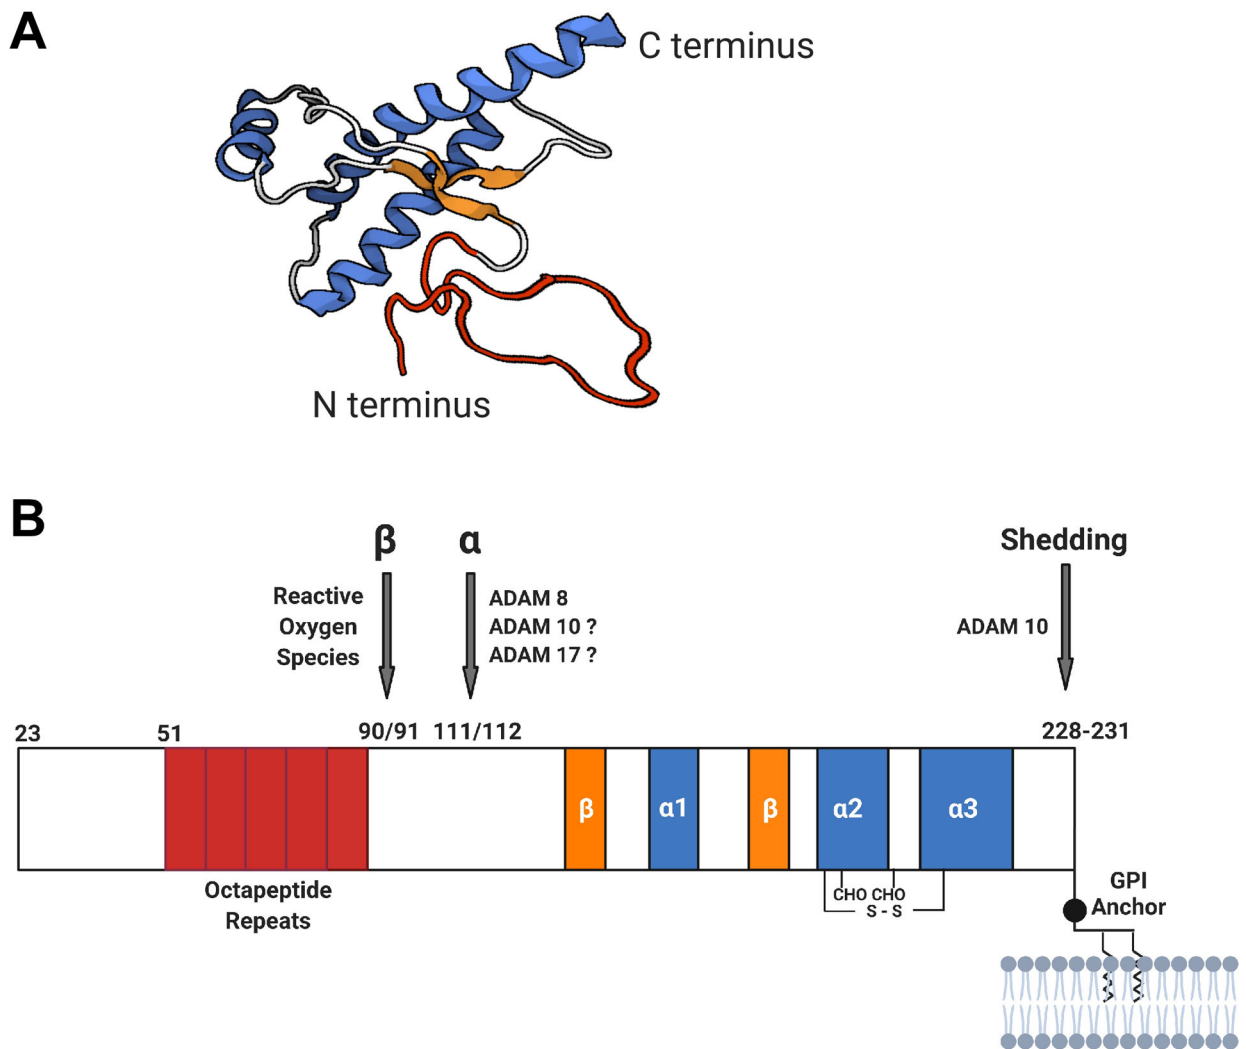 A
C terminus
N terminus
B
β
α
Shedding
Reactive
Oxygen
Species
ADAM 8
ADAM 10 ?
ADAM 17 ?
ADAM 10
23
51
90/91
111/112
228-231
β
α1
β
α2
α3
Octapeptide
Repeats
CHO CHO
S - S
GPI
Anchor